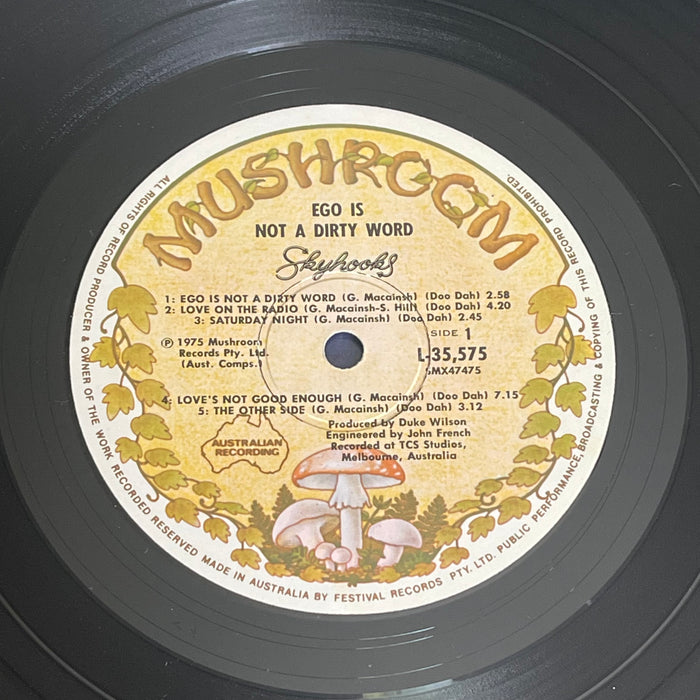 MUSHROOM
EGO IS
NOT A DIRTY WORD
Skyhooks
1: EGO IS NOT A DIRTY WORD (G. Macainsh) (Doo Dah) 2.58
2: LOVE ON THE RADIO (G. Macainsh-S. Hill) (Doo Dah) 4.20
3: SATURDAY NIGHT (G. Macainsh) (Doo Dah) 2.45
SIDE 1
Ⓟ 1975 Mushroom
Records Pty. Ltd.
(Aust. Comps.)
L-35,575
SMX47475
4: LOVE'S NOT GOOD ENOUGH (G. Macainsh) (Doo Dah) 7.15
5: THE OTHER SIDE (G. Macainsh) (Doo Dah) 3.12
Produced by Duke Wilson
Engineered by John French
Recorded at TCS Studios,
Melbourne, Australia
AUSTRALIAN
RECORDING
ALL RIGHTS OF RECORD PRODUCER & OWNER OF THE WORK RECORDED RESERVED MADE IN AUSTRALIA BY FESTIVAL RECORDS PTY. LTD. PUBLIC PERFORMANCE, BROADCASTING & COPYING OF THIS RECORD PROHIBITED.